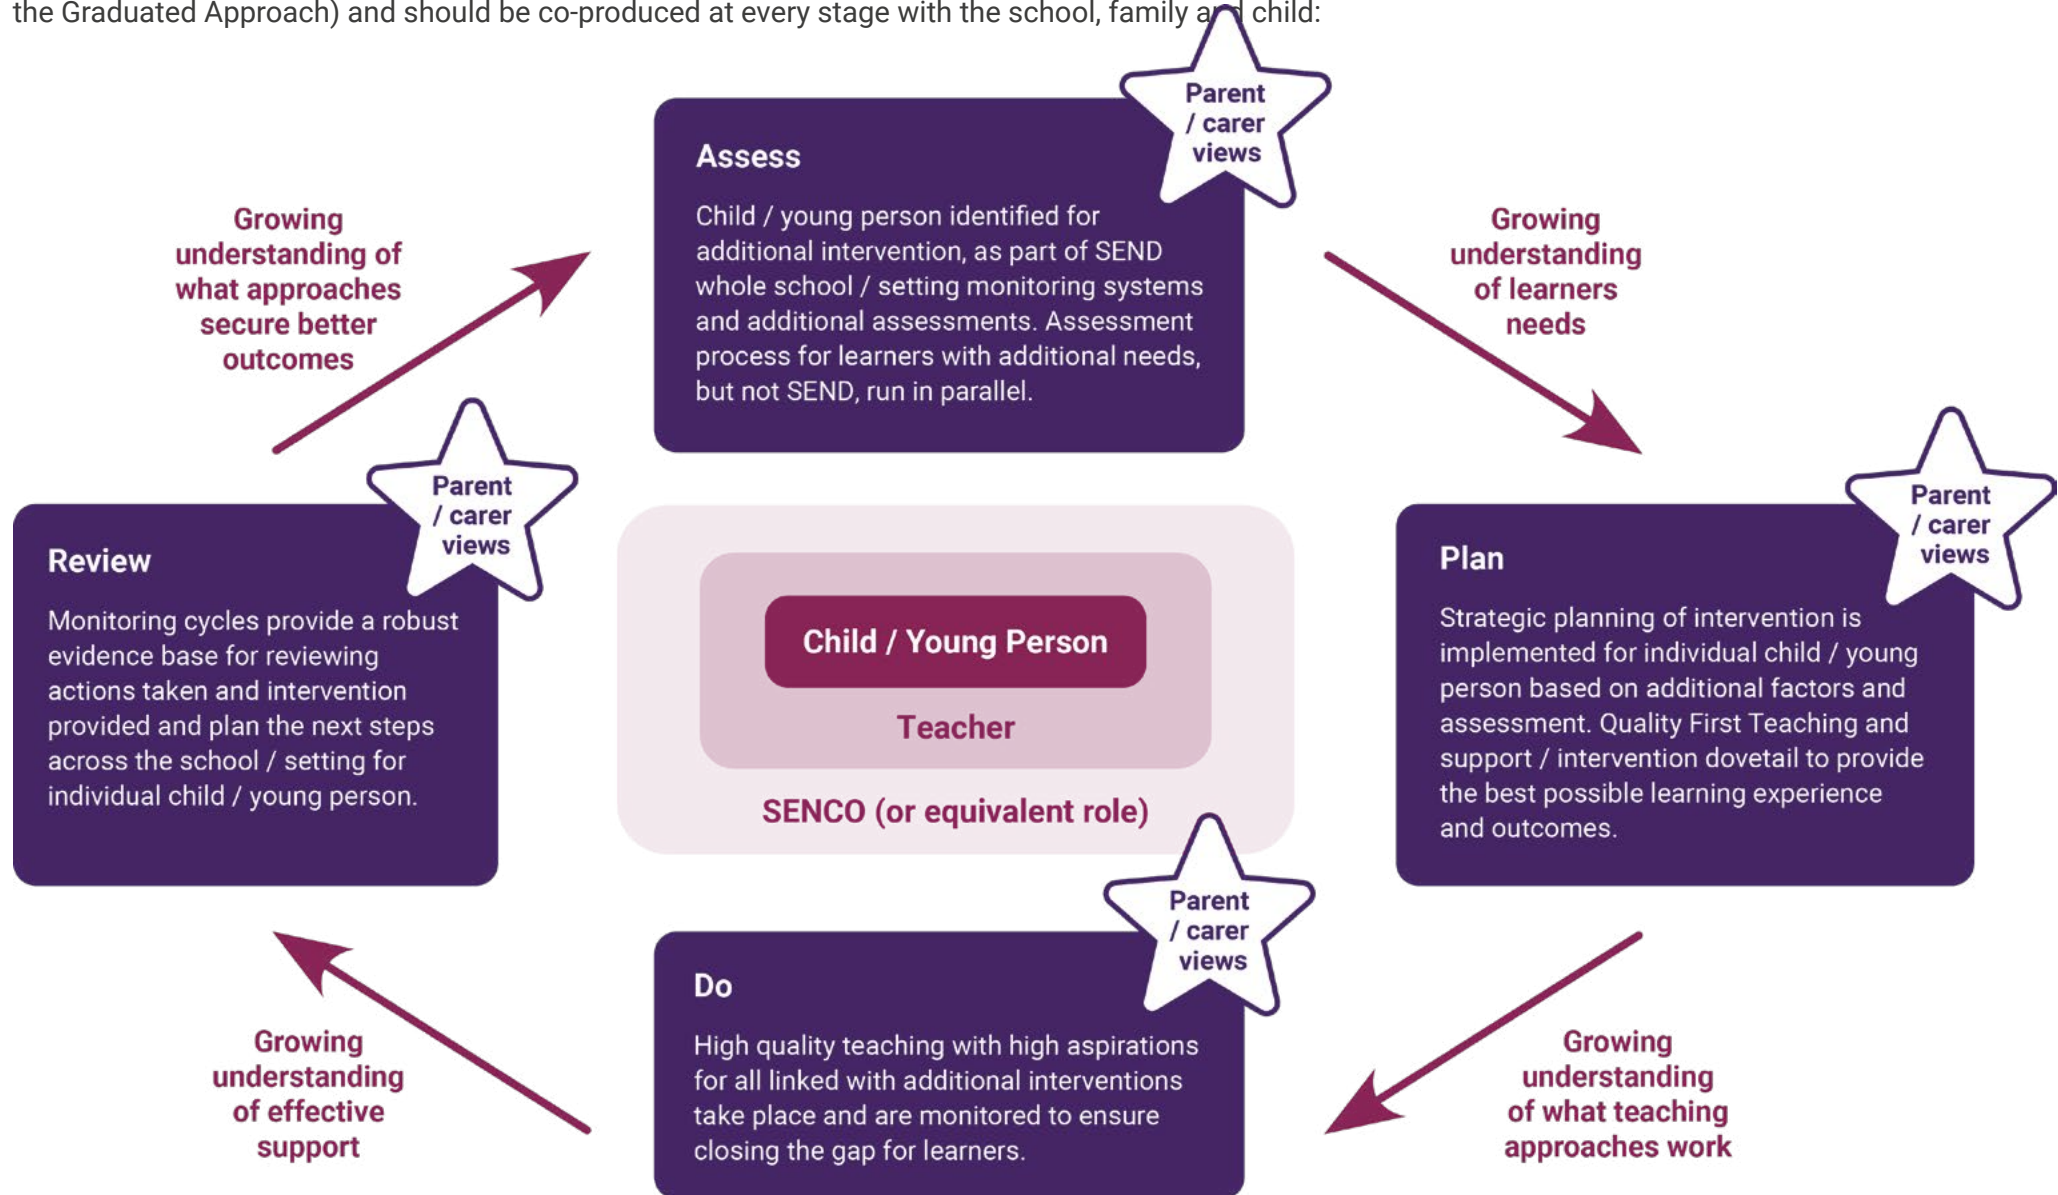 the Graduated Approach) and should be co-produced at every stage with the school, family and child:
Parent
/ carer
views
Assess
Child / young person identified for
additional intervention, as part of SEND
whole school / setting monitoring systems
and additional assessments. Assessment
process for learners with additional needs,
but not SEND, run in parallel.
Growing
understanding
of learners
needs
Parent
/ carer
views
Plan
Strategic planning of intervention is
implemented for individual child / young
person based on additional factors and
assessment. Quality First Teaching and
support / intervention dovetail to provide
the best possible learning experience
and outcomes.
Growing
understanding
of what teaching
approaches work
Parent
/ carer
views
Do
High quality teaching with high aspirations
for all linked with additional interventions
take place and are monitored to ensure
closing the gap for learners.
Growing
understanding
of effective
support
Parent
/ carer
views
Review
Monitoring cycles provide a robust
evidence base for reviewing
actions taken and intervention
provided and plan the next steps
across the school / setting for
individual child / young person.
Growing
understanding of
what approaches
secure better
outcomes
Child / Young Person
Teacher
SENCO (or equivalent role)